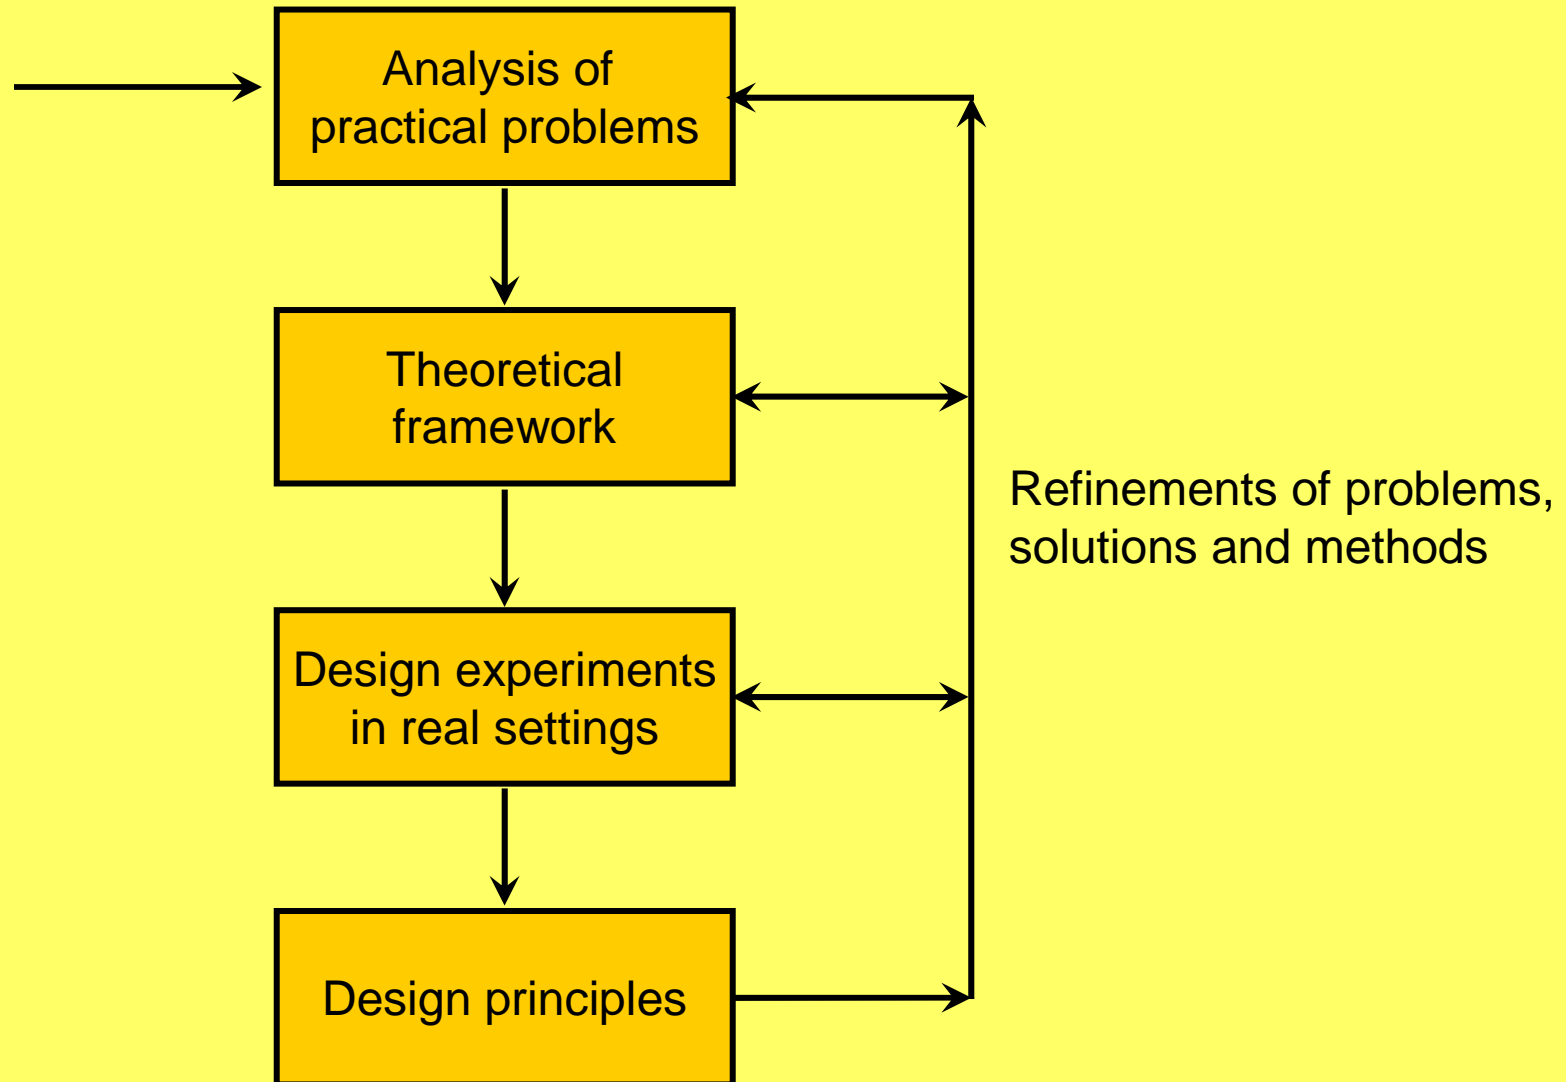 Analysis of
practical problems
Theoretical
framework
Refinements of problems,
solutions and methods
Design experiments
in real settings
Design principles